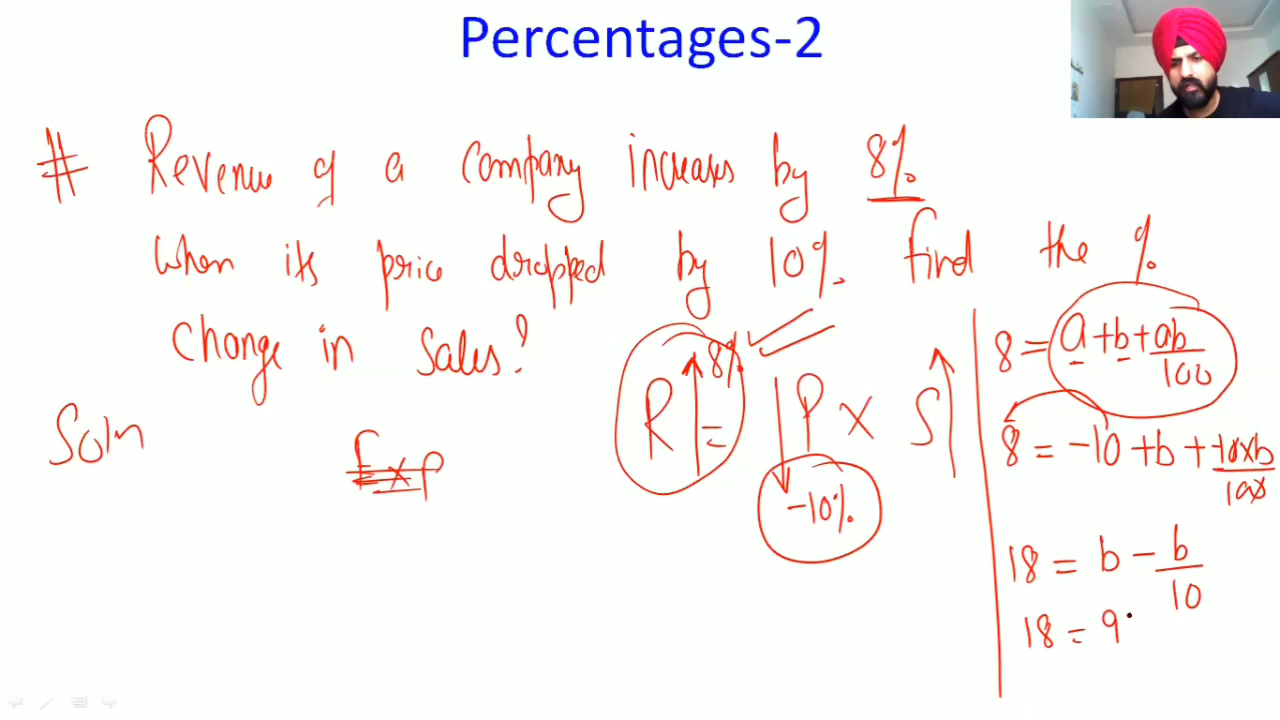 Percentages-2
# Revenue of a company increases by 8%
when its price dropped by 10%. find the %
change in sales?
Soln
Exp
R 8% = P × S
-10%
8 = a + b + ab/100
8 = -10 + b + -10×b/100
18 = b - b/10
18 = 9